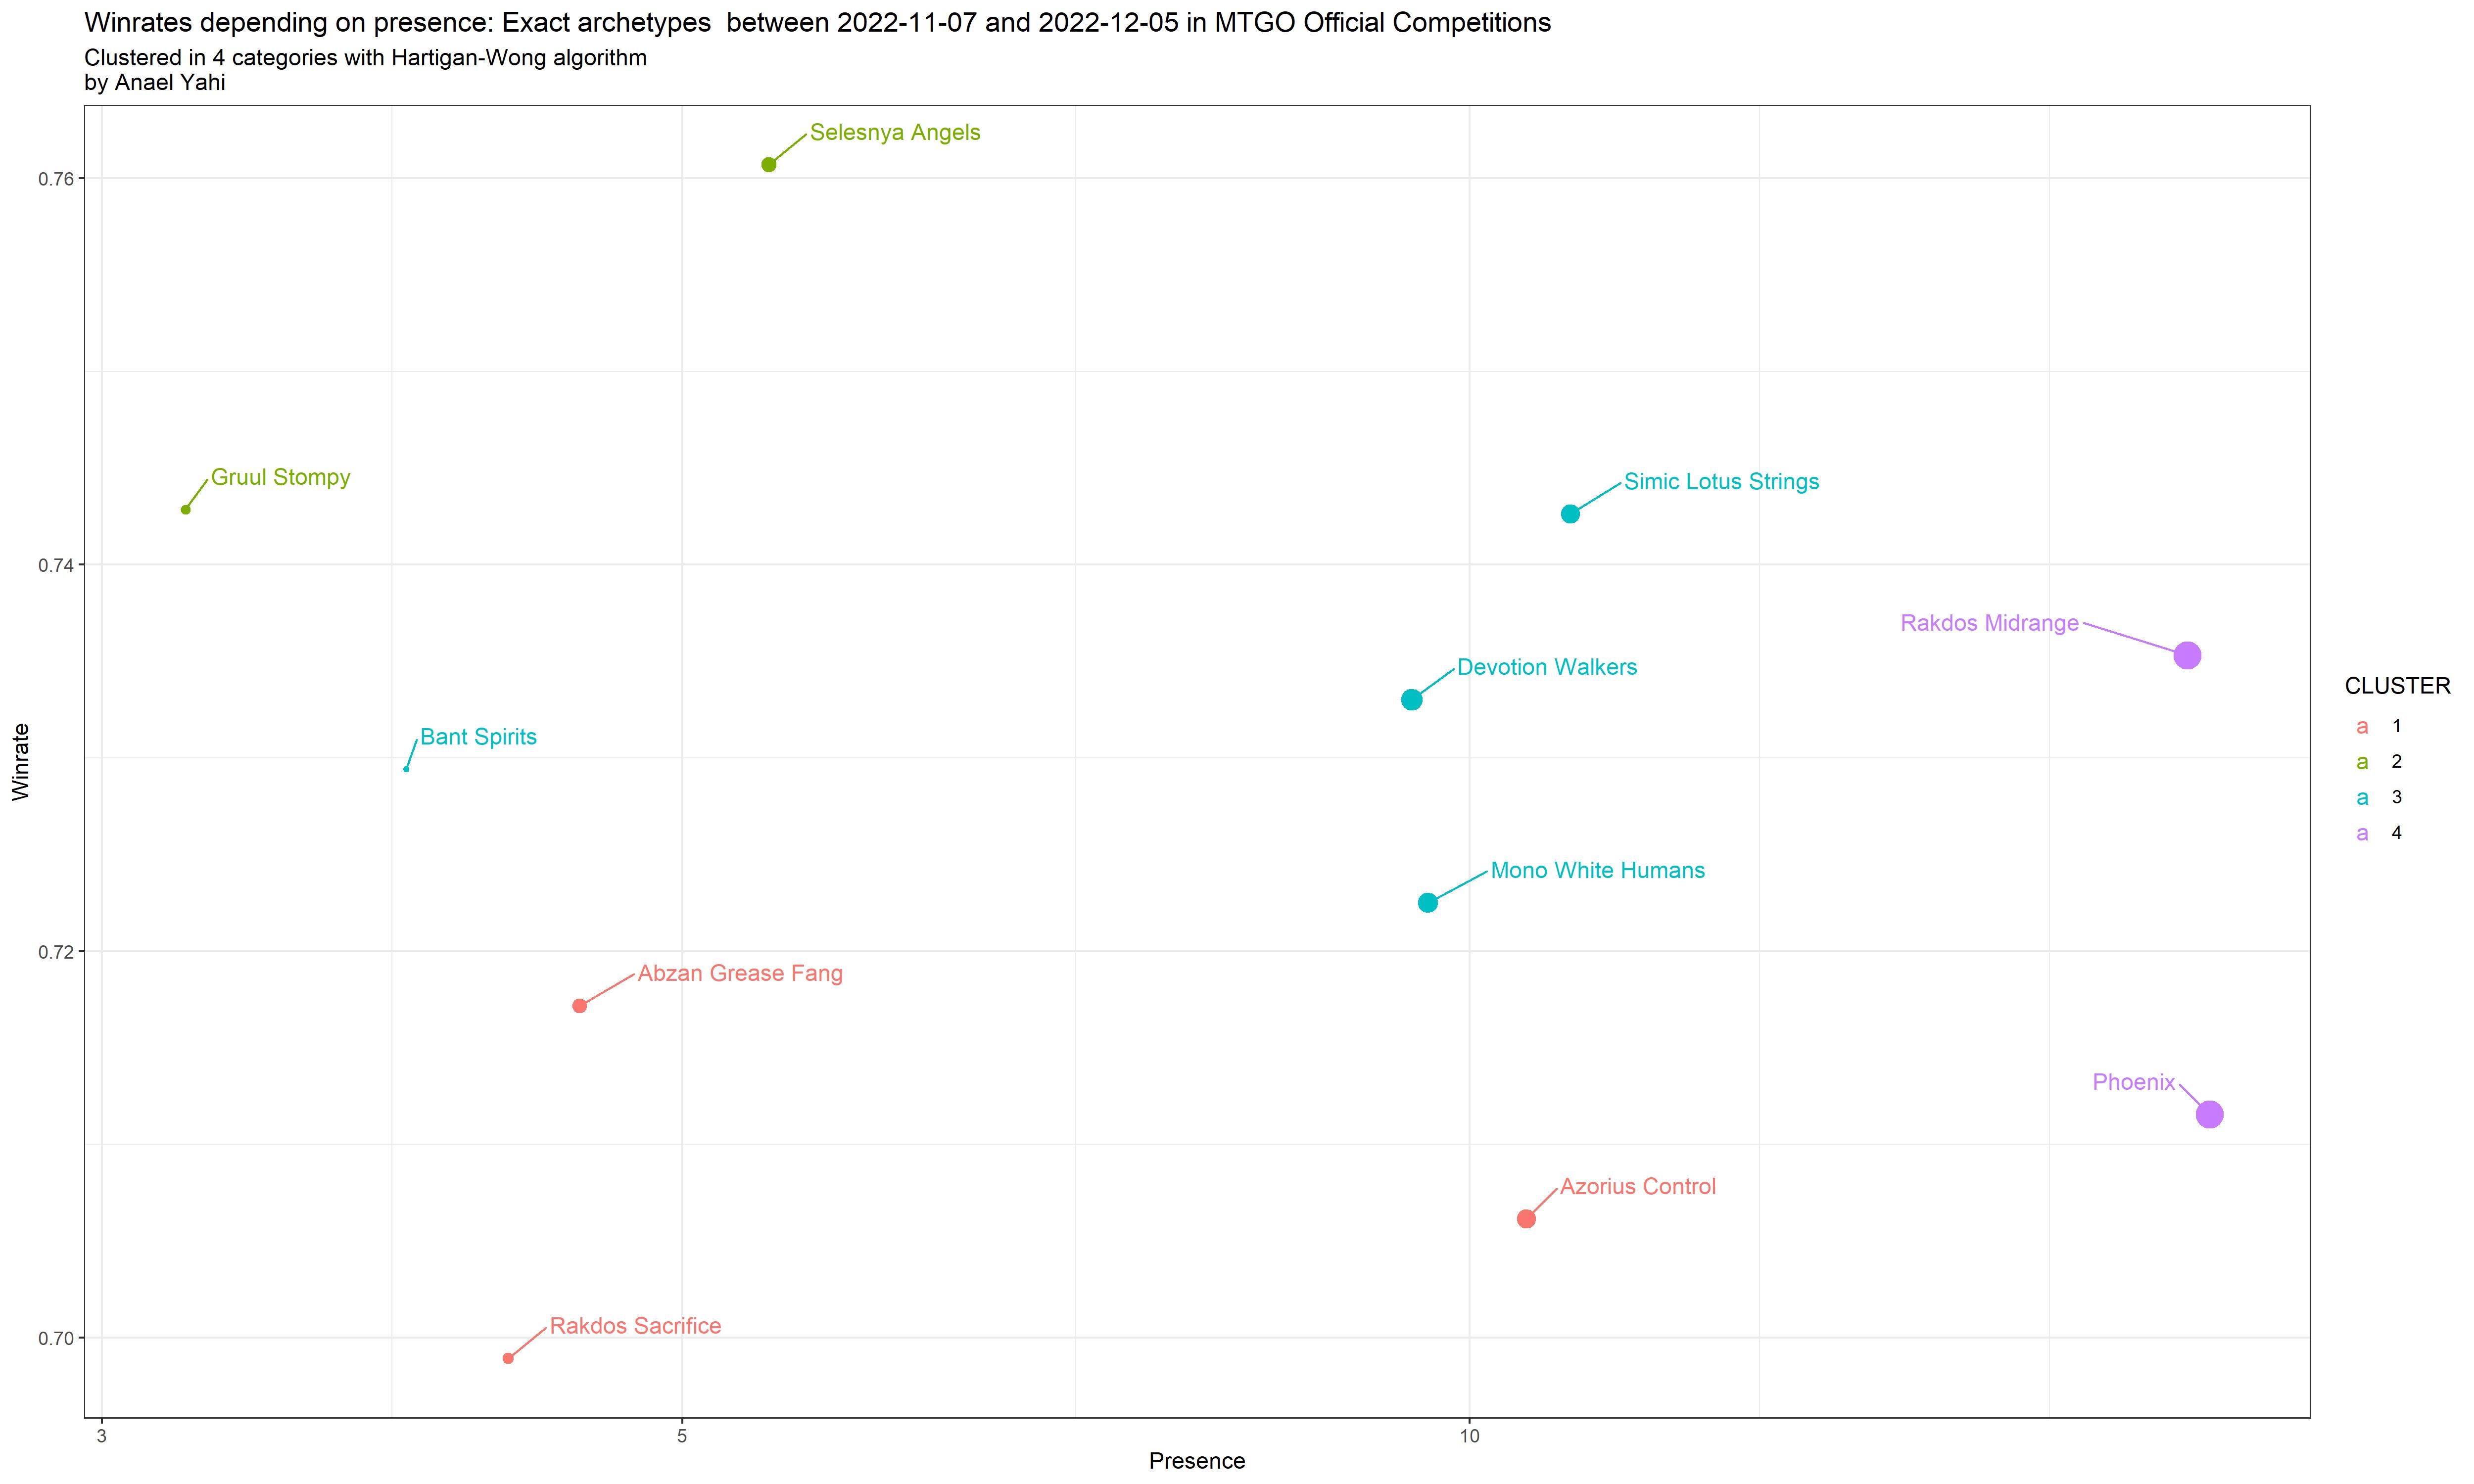 Winrates depending on presence: Exact archetypes  between 2022-11-07 and 2022-12-05 in MTGO Official Competitions
Clustered in 4 categories with Hartigan-Wong algorithm
by Anael Yahi
Selesnya Angels
0.76
Gruul Stompy
Simic Lotus Strings
0.74
Rakdos Midrange
Devotion Walkers
CLUSTER
a 1
a 2
a 3
a 4
Bant Spirits
Winrate
Mono White Humans
0.72
Abzan Grease Fang
Phoenix
Azorius Control
Rakdos Sacrifice
0.70
3
5
10
Presence